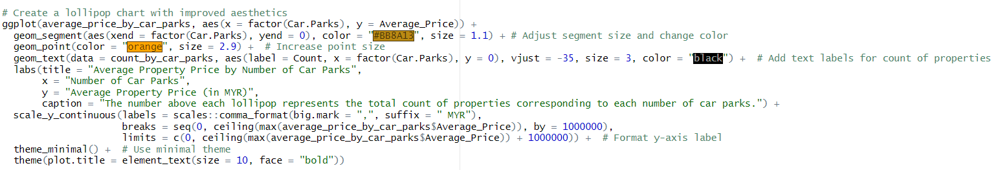 # Create a lollipop chart with improved aesthetics
ggplot(average_price_by_car_parks, aes(x = factor(Car.Parks), y = Average_Price)) +
  geom_segment(aes(xend = factor(Car.Parks), yend = 0), color = "#BB8A13", size = 1.1) + # Adjust segment size and change color
  geom_point(color = "orange", size = 2.9) +  # Increase point size
  geom_text(data = count_by_car_parks, aes(label = Count, x = factor(Car.Parks), y = 0), vjust = -35, size = 3, color = "black") +  # Add text labels for count of properties
  labs(title = "Average Property Price by Number of Car Parks",
       x = "Number of Car Parks",
       y = "Average Property Price (in MYR)",
       caption = "The number above each lollipop represents the total count of properties corresponding to each number of car parks.") +
  scale_y_continuous(labels = scales::comma_format(big.mark = ",", suffix = " MYR"),
                     breaks = seq(0, ceiling(max(average_price_by_car_parks$Average_Price)), by = 1000000),
                     limits = c(0, ceiling(max(average_price_by_car_parks$Average_Price)) + 1000000)) +  # Format y-axis label
  theme_minimal() +  # Use minimal theme
  theme(plot.title = element_text(size = 10, face = "bold"))